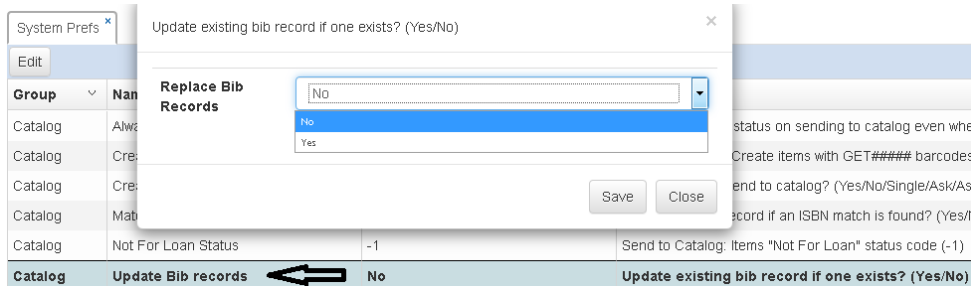 System Prefs ×
Update existing bib record if one exists? (Yes/No) ×
Edit
Replace Bib Records
No
No
Yes
Save Close
Group
Catalog status on sending to catalog even
Catalog Create items with GET##### barcodes
Catalog end to catalog? (Yes/No/Single/Ask/As
Catalog record if an ISBN match is found?
Catalog Not For Loan Status -1 Send to Catalog: Items "Not For Loan" status code (-1)
Catalog Update Bib records No Update existing bib record if one exists? (Yes/No)